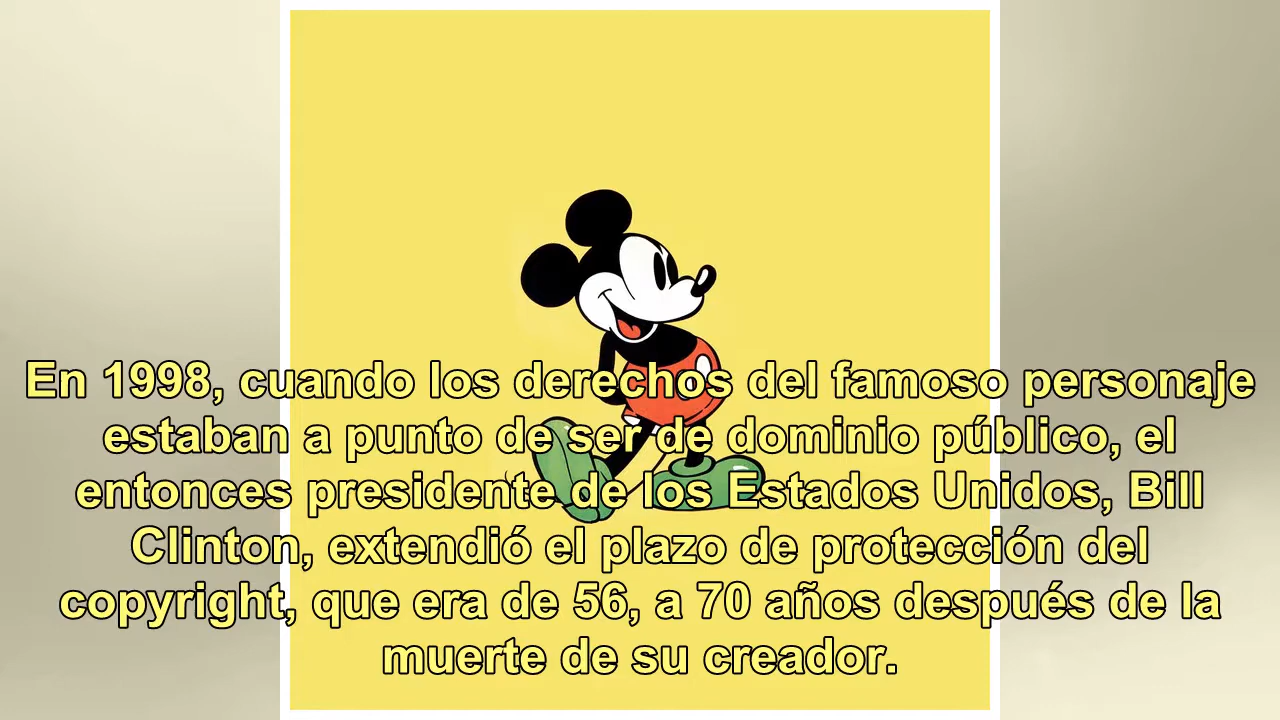 En 1998, cuando los derechos del famoso personaje
estaban a punto de ser de dominio público, el
entonces presidente de los Estados Unidos, Bill
Clinton, extendió el plazo de protección del
copyright, que era de 56, a 70 años después de la
muerte de su creador.